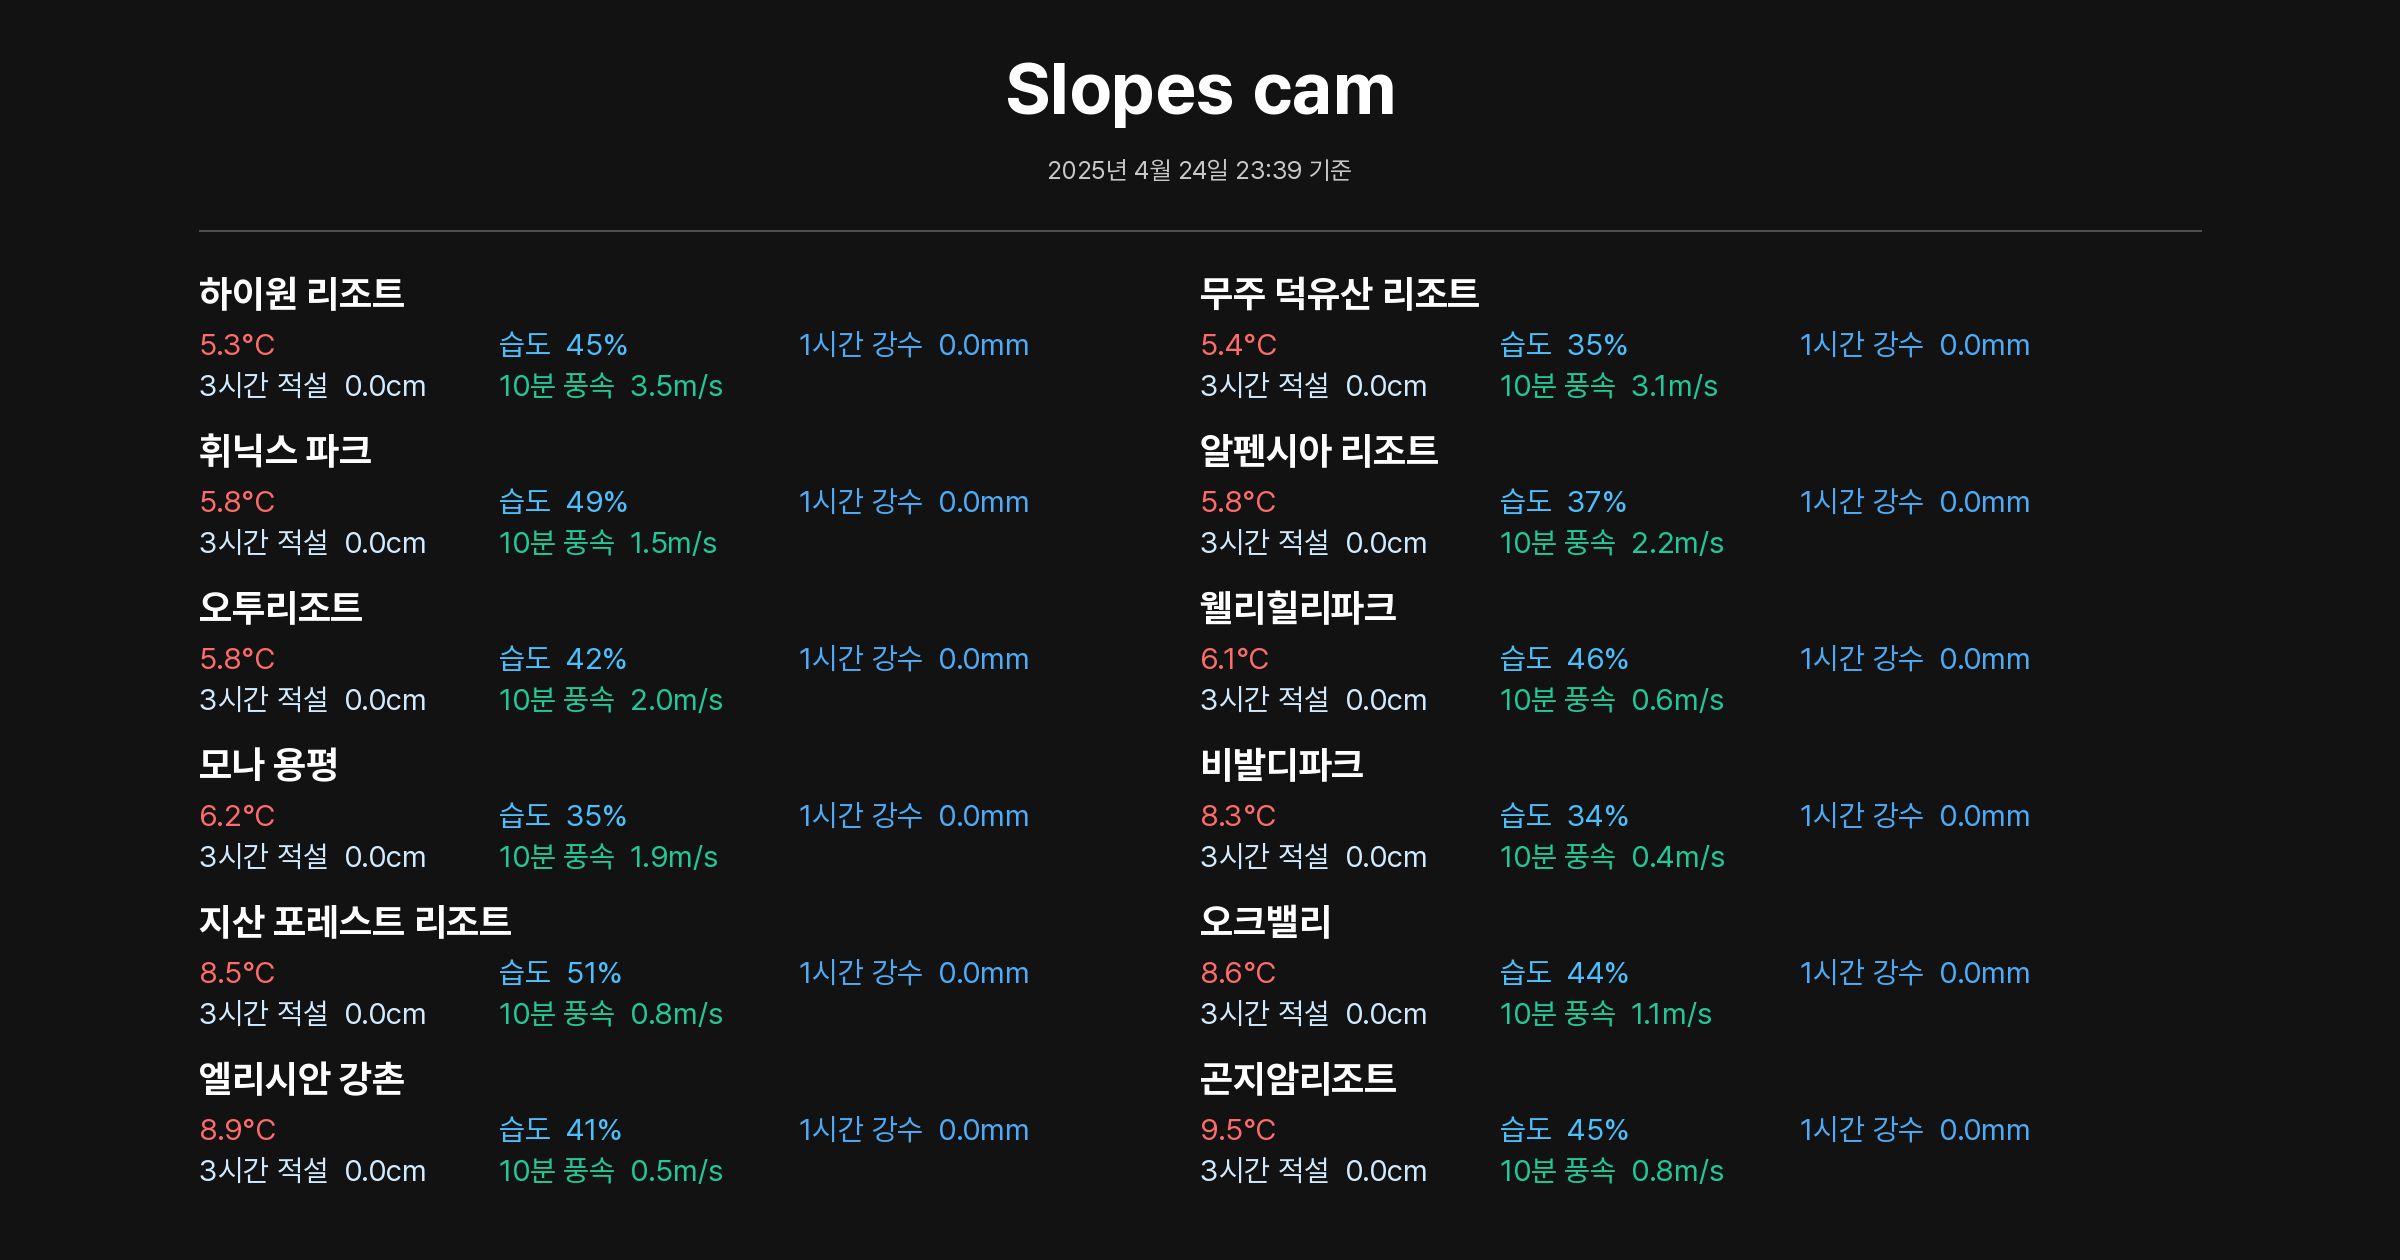 Slopes cam
2025년 4월 24일 23:39 기준
하이원 리조트
5.3°C 습도 45% 1시간 강수 0.0mm
3시간 적설 0.0cm 10분 풍속 3.5m/s
무주 덕유산 리조트
5.4°C 습도 35% 1시간 강수 0.0mm
3시간 적설 0.0cm 10분 풍속 3.1m/s
휘닉스 파크
5.8°C 습도 49% 1시간 강수 0.0mm
3시간 적설 0.0cm 10분 풍속 1.5m/s
알펜시아 리조트
5.8°C 습도 37% 1시간 강수 0.0mm
3시간 적설 0.0cm 10분 풍속 2.2m/s
오투리조트
5.8°C 습도 42% 1시간 강수 0.0mm
3시간 적설 0.0cm 10분 풍속 2.0m/s
웰리힐리파크
6.1°C 습도 46% 1시간 강수 0.0mm
3시간 적설 0.0cm 10분 풍속 0.6m/s
모나 용평
6.2°C 습도 35% 1시간 강수 0.0mm
3시간 적설 0.0cm 10분 풍속 1.9m/s
비발디파크
8.3°C 습도 34% 1시간 강수 0.0mm
3시간 적설 0.0cm 10분 풍속 0.4m/s
지산 포레스트 리조트
8.5°C 습도 51% 1시간 강수 0.0mm
3시간 적설 0.0cm 10분 풍속 0.8m/s
오크밸리
8.6°C 습도 44% 1시간 강수 0.0mm
3시간 적설 0.0cm 10분 풍속 1.1m/s
엘리시안 강촌
8.9°C 습도 41% 1시간 강수 0.0mm
3시간 적설 0.0cm 10분 풍속 0.5m/s
곤지암리조트
9.5°C 습도 45% 1시간 강수 0.0mm
3시간 적설 0.0cm 10분 풍속 0.8m/s